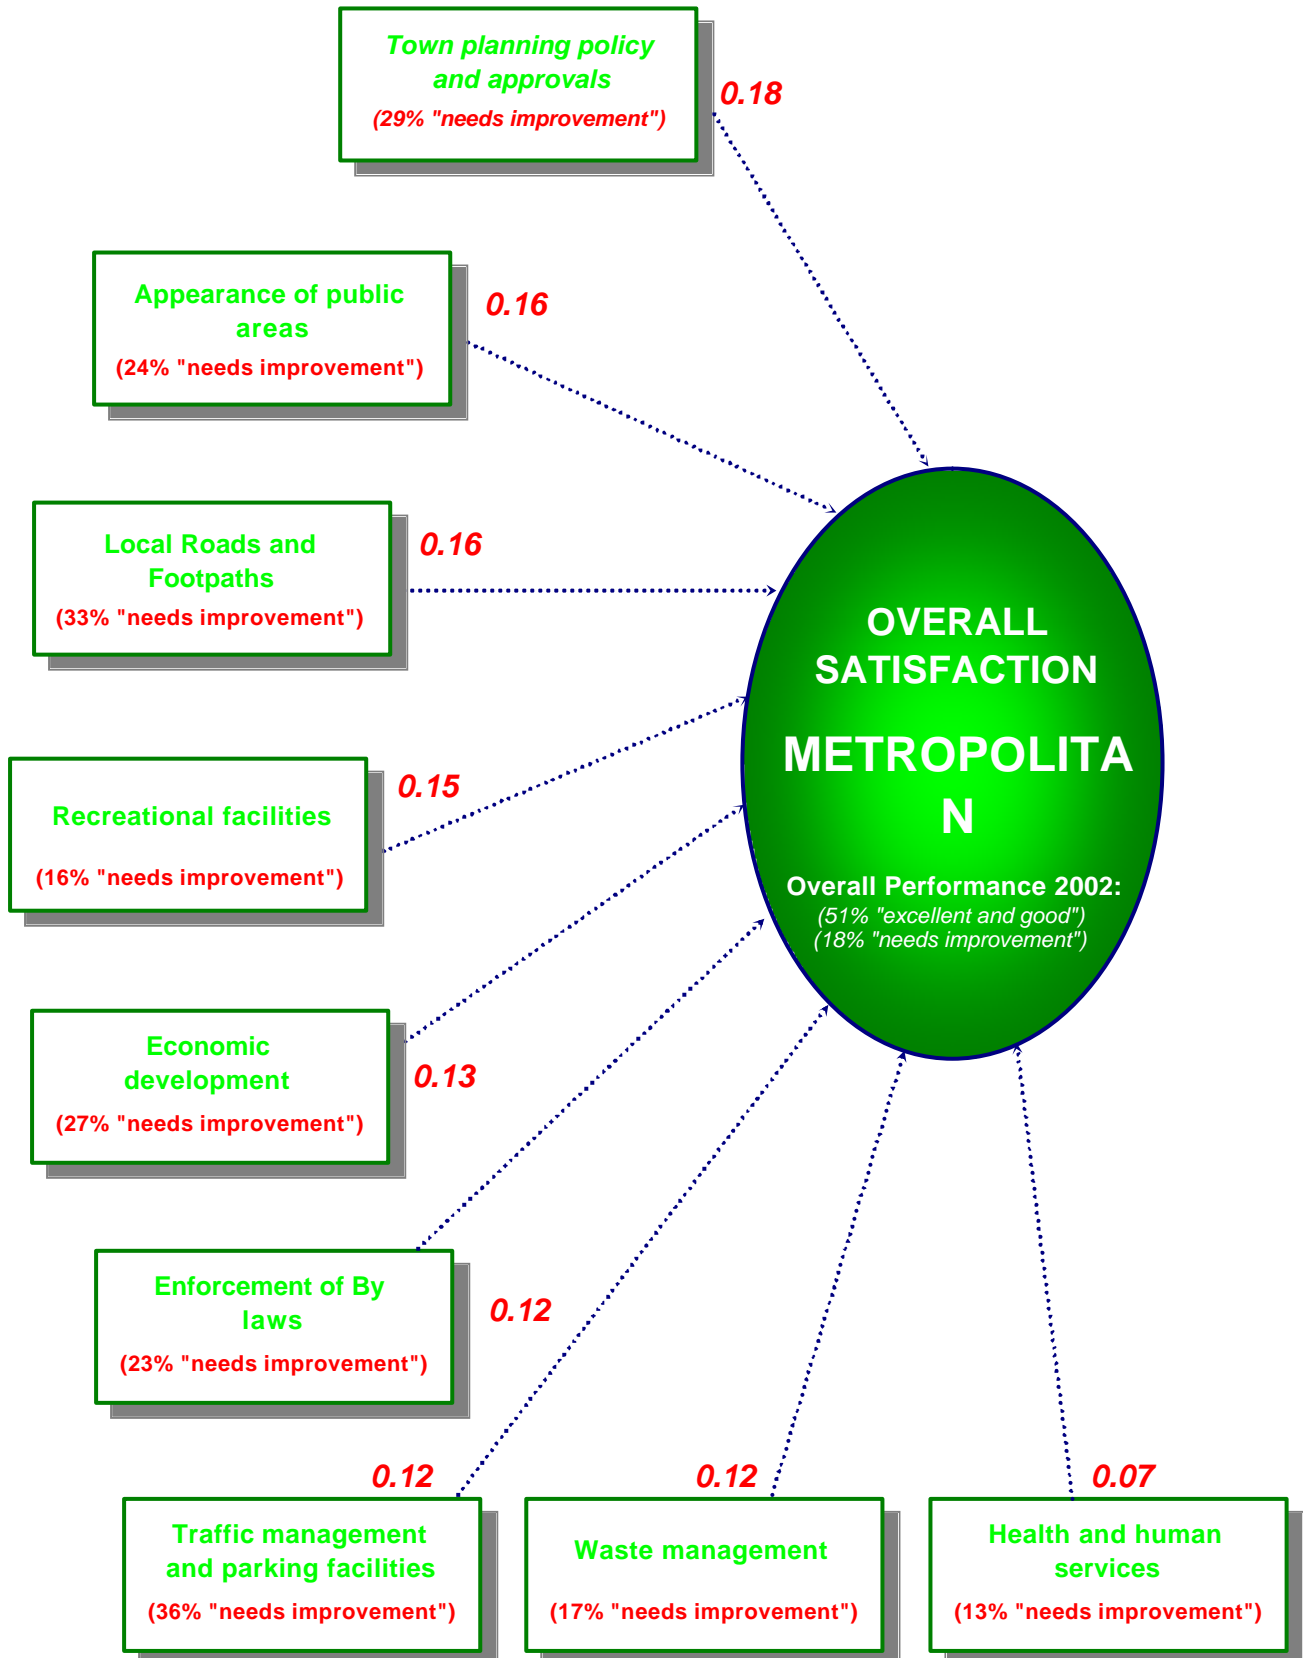 Town planning policy
and approvals
(29% "needs improvement")
0.18
Appearance of public
areas
(24% "needs improvement")
0.16
Local Roads and
Footpaths
(33% "needs improvement")
0.16
OVERALL
SATISFACTION
METROPOLITA
N
Overall Performance 2002:
(51% "excellent and good")
(18% "needs improvement")
Recreational facilities
(16% "needs improvement")
0.15
Economic
development
(27% "needs improvement")
0.13
Enforcement of By
laws
(23% "needs improvement")
0.12
0.12
Traffic management
and parking facilities
(36% "needs improvement")
0.12
Waste management
(17% "needs improvement")
0.07
Health and human
services
(13% "needs improvement")